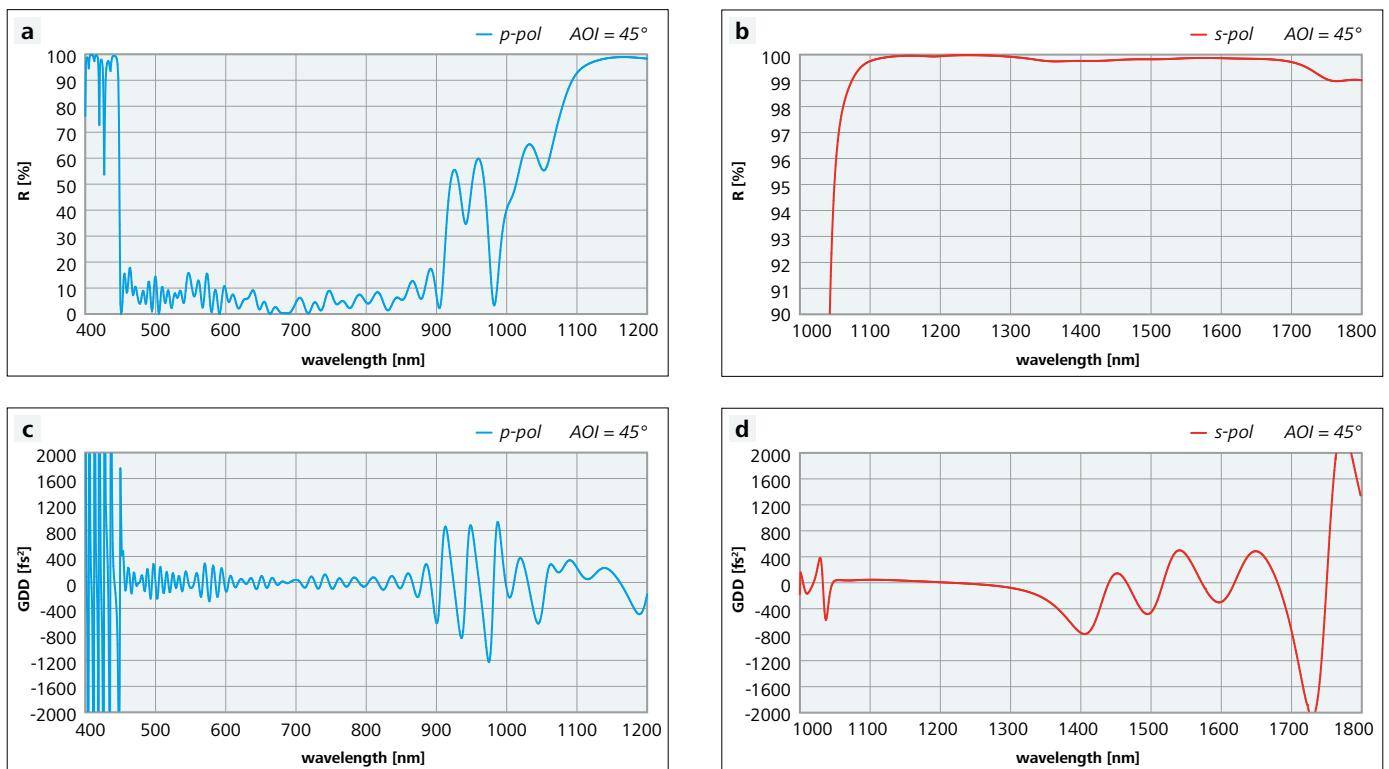 a
p-pol AOI = 45°
R [%]
100
90
80
70
60
50
40
30
20
10
0
400 500 600 700 800 900 1000 1100 1200
wavelength [nm]
b
s-pol AOI = 45°
R [%]
100
99
98
97
96
95
94
93
92
91
90
1000 1100 1200 1300 1400 1500 1600 1700 1800
wavelength [nm]
c
p-pol AOI = 45°
GDD [fs²]
2000
1600
1200
800
400
0
-400
-800
-1200
-1600
-2000
400 500 600 700 800 900 1000 1100 1200
wavelength [nm]
d
s-pol AOI = 45°
GDD [fs²]
2000
1600
1200
800
400
0
-400
-800
-1200
-1600
-2000
1000 1100 1200 1300 1400 1500 1600 1700 1800
wavelength [nm]